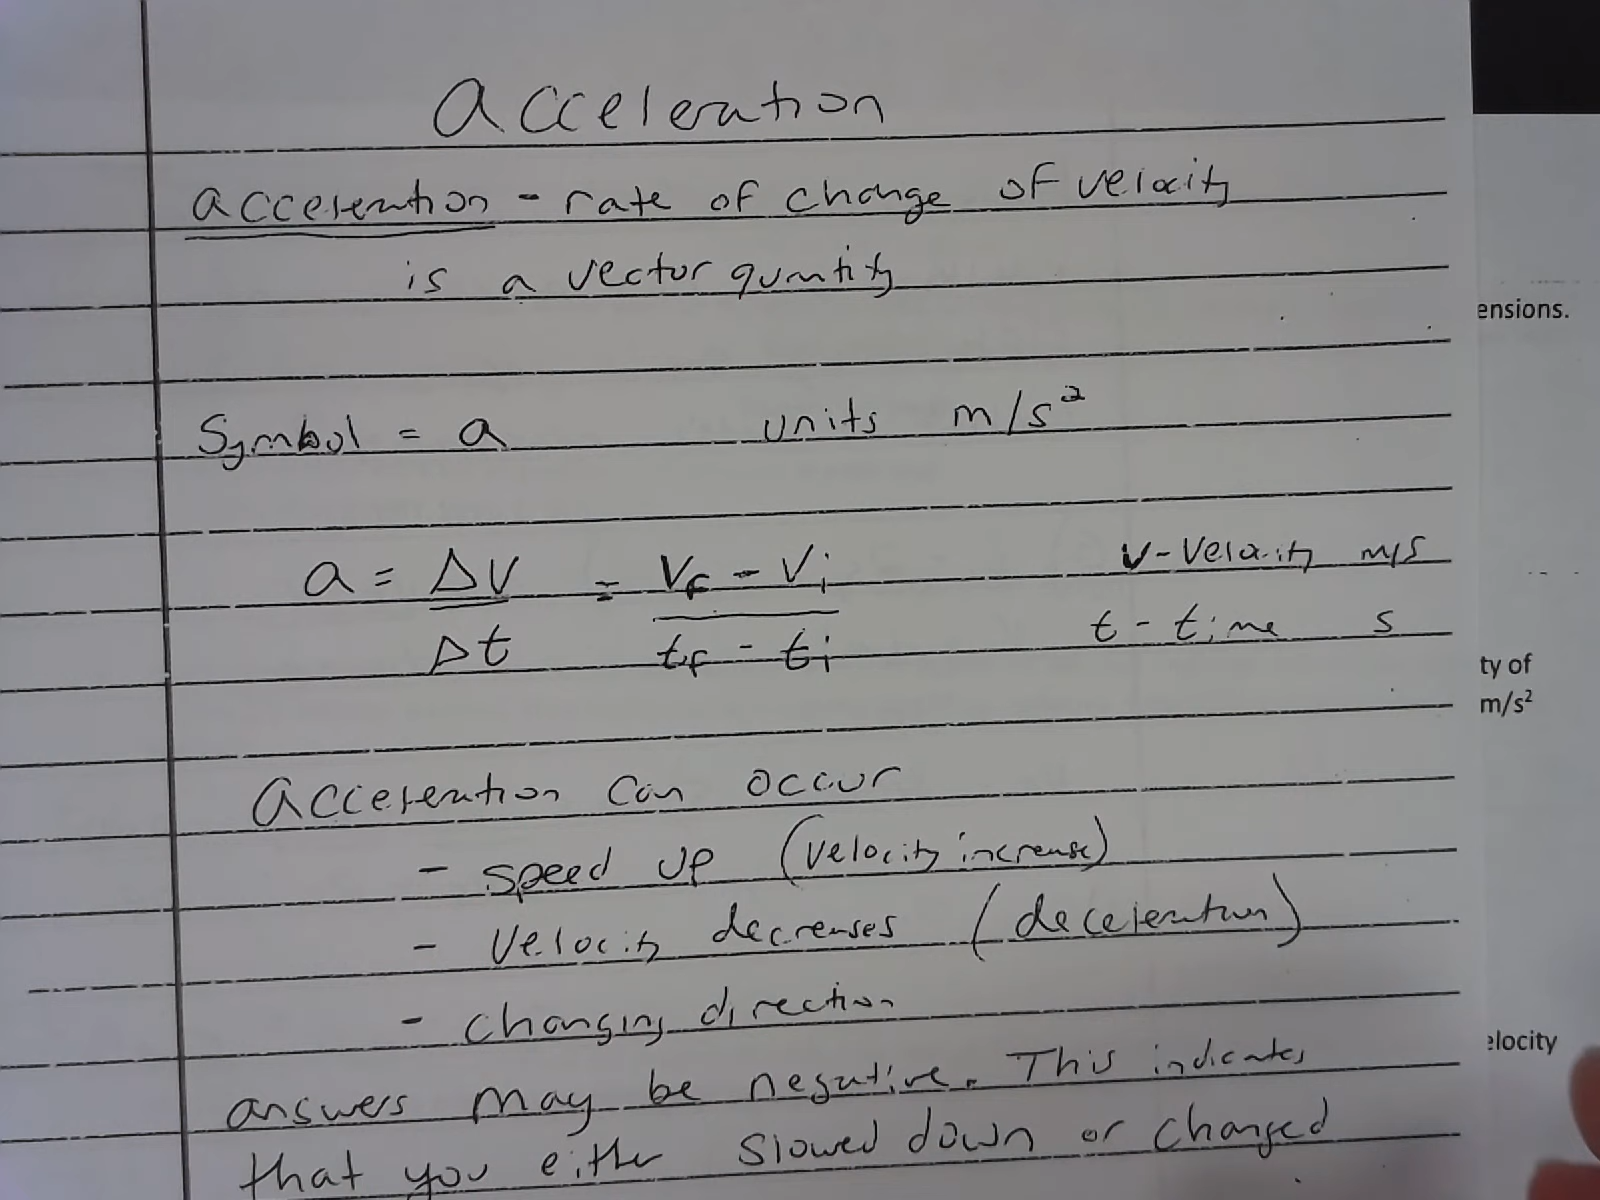 Acceleration
acceleration - rate of change of velocity
is a vector quantity
ensions.
Symbol = a units m/s²
a = ΔV = Vf - Vi v - velocity m/s
Δt tf - ti t - time s
ty of
m/s²
Acceleration can occur
- speed up (velocity increase)
- velocity decreases (deceleration)
- changing direction
elocity
answers may be negative. This indicates
that you either slowed down or changed